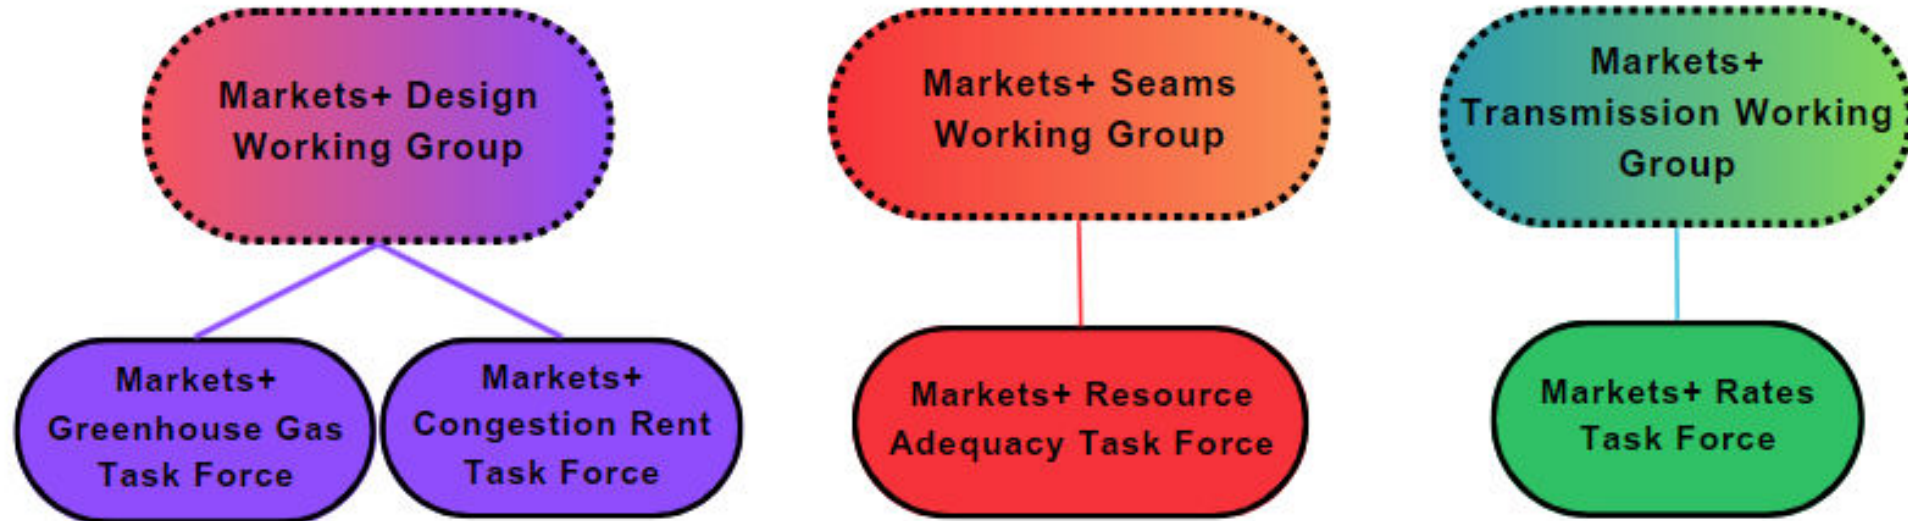 Markets+ Design
Working Group
Markets+ Seams
Working Group
Markets+
Transmission Working
Group
Markets+
Greenhouse Gas
Task Force
Markets+
Congestion Rent
Task Force
Markets+ Resource
Adequacy Task Force
Markets+ Rates
Task Force